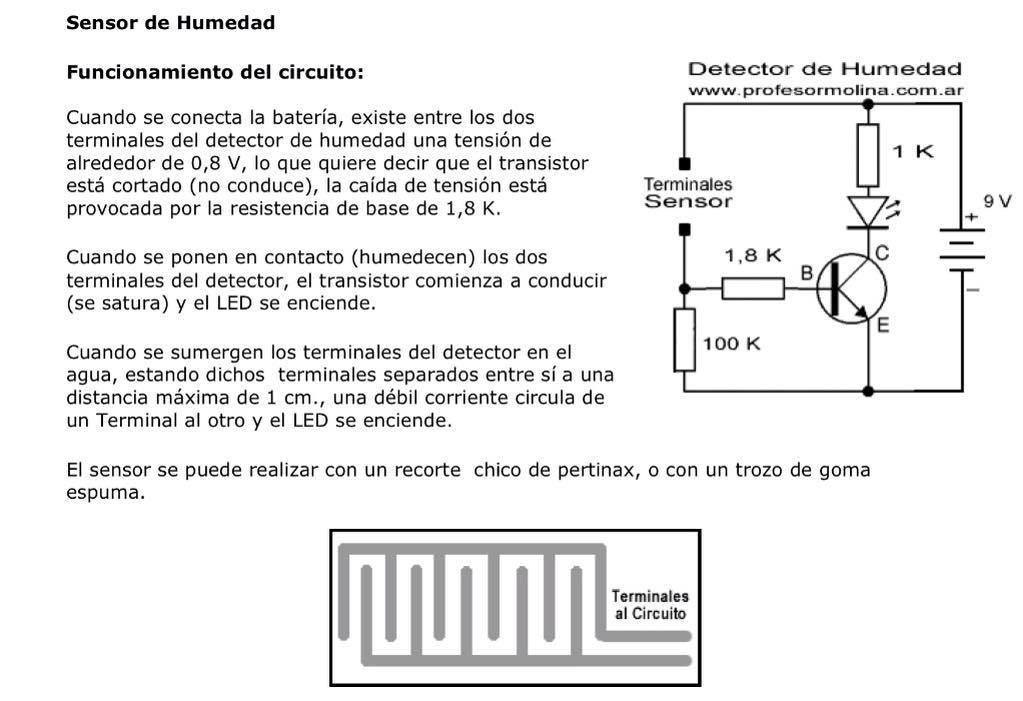 Sensor de Humedad
Funcionamiento del circuito:
Cuando se conecta la batería, existe entre los dos
terminales del detector de humedad una tensión de
alrededor de 0,8 V, lo que quiere decir que el transistor
está cortado (no conduce), la caída de tensión está
provocada por la resistencia de base de 1,8 K.
Cuando se ponen en contacto (humedecen) los dos
terminales del detector, el transistor comienza a conducir
(se satura) y el LED se enciende.
Cuando se sumergen los terminales del detector en el
agua, estando dichos  terminales separados entre sí a una
distancia máxima de 1 cm., una débil corriente circula de
un Terminal al otro y el LED se enciende.
El sensor se puede realizar con un recorte  chico de pertinax, o con un trozo de goma
espuma.
Detector de Humedad
www.profesormolina.com.ar
1 K
Terminales
Sensor
9 V
+
1,8 K
C
B
−
E
100 K
Terminales
al Circuito